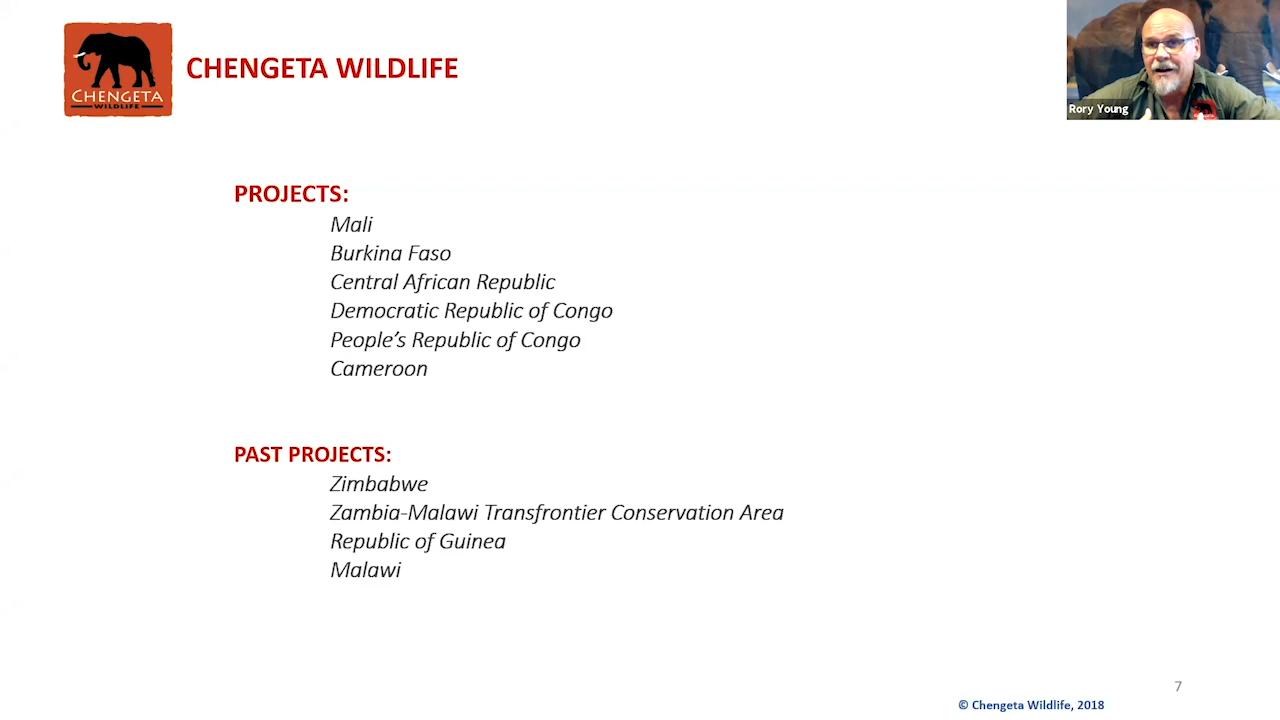 CHENGETA
WILDLIFE
CHENGETA WILDLIFE
Rory Young
PROJECTS:
Mali
Burkina Faso
Central African Republic
Democratic Republic of Congo
People's Republic of Congo
Cameroon
PAST PROJECTS:
Zimbabwe
Zambia-Malawi Transfrontier Conservation Area
Republic of Guinea
Malawi
7
© Chengeta Wildlife, 2018